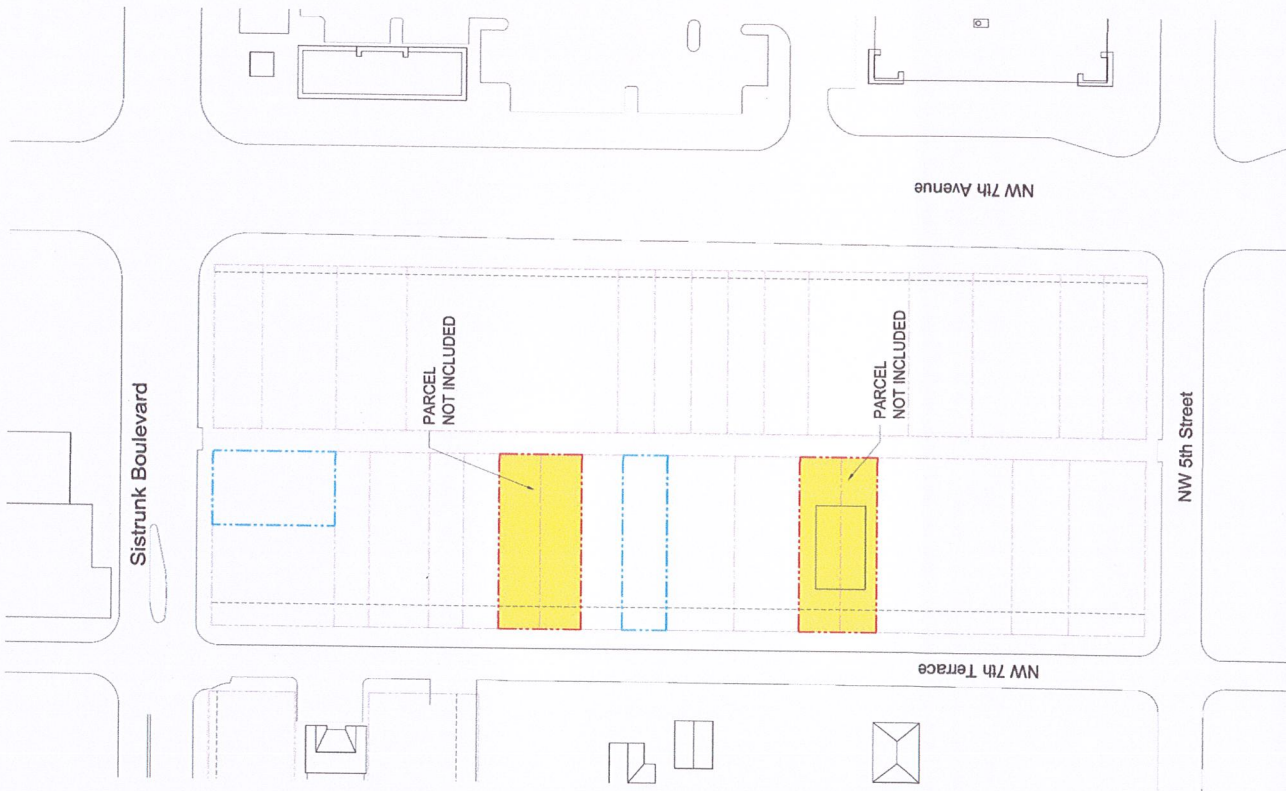 NW 7th Avenue
Sistrunk Boulevard
PARCEL
NOT INCLUDED
PARCEL
NOT INCLUDED
NW 5th Street
NW 7th Terrace